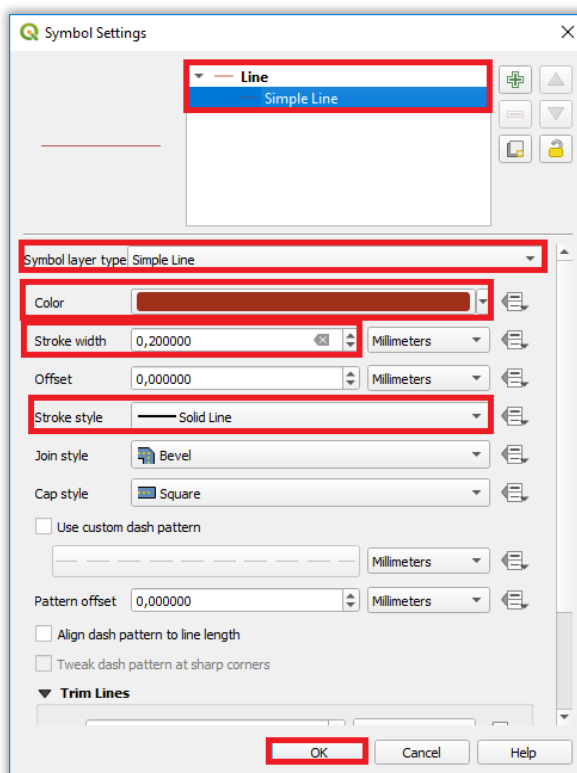 Symbol Settings
Line
Simple Line
Symbol layer type Simple Line
Color
Stroke width 0,200000 Millimeters
Offset 0,000000 Millimeters
Stroke style Solid Line
Join style Bevel
Cap style Square
Use custom dash pattern
Millimeters
Pattern offset 0,000000 Millimeters
Align dash pattern to line length
Tweak dash pattern at sharp corners
Trim Lines
OK Cancel Help